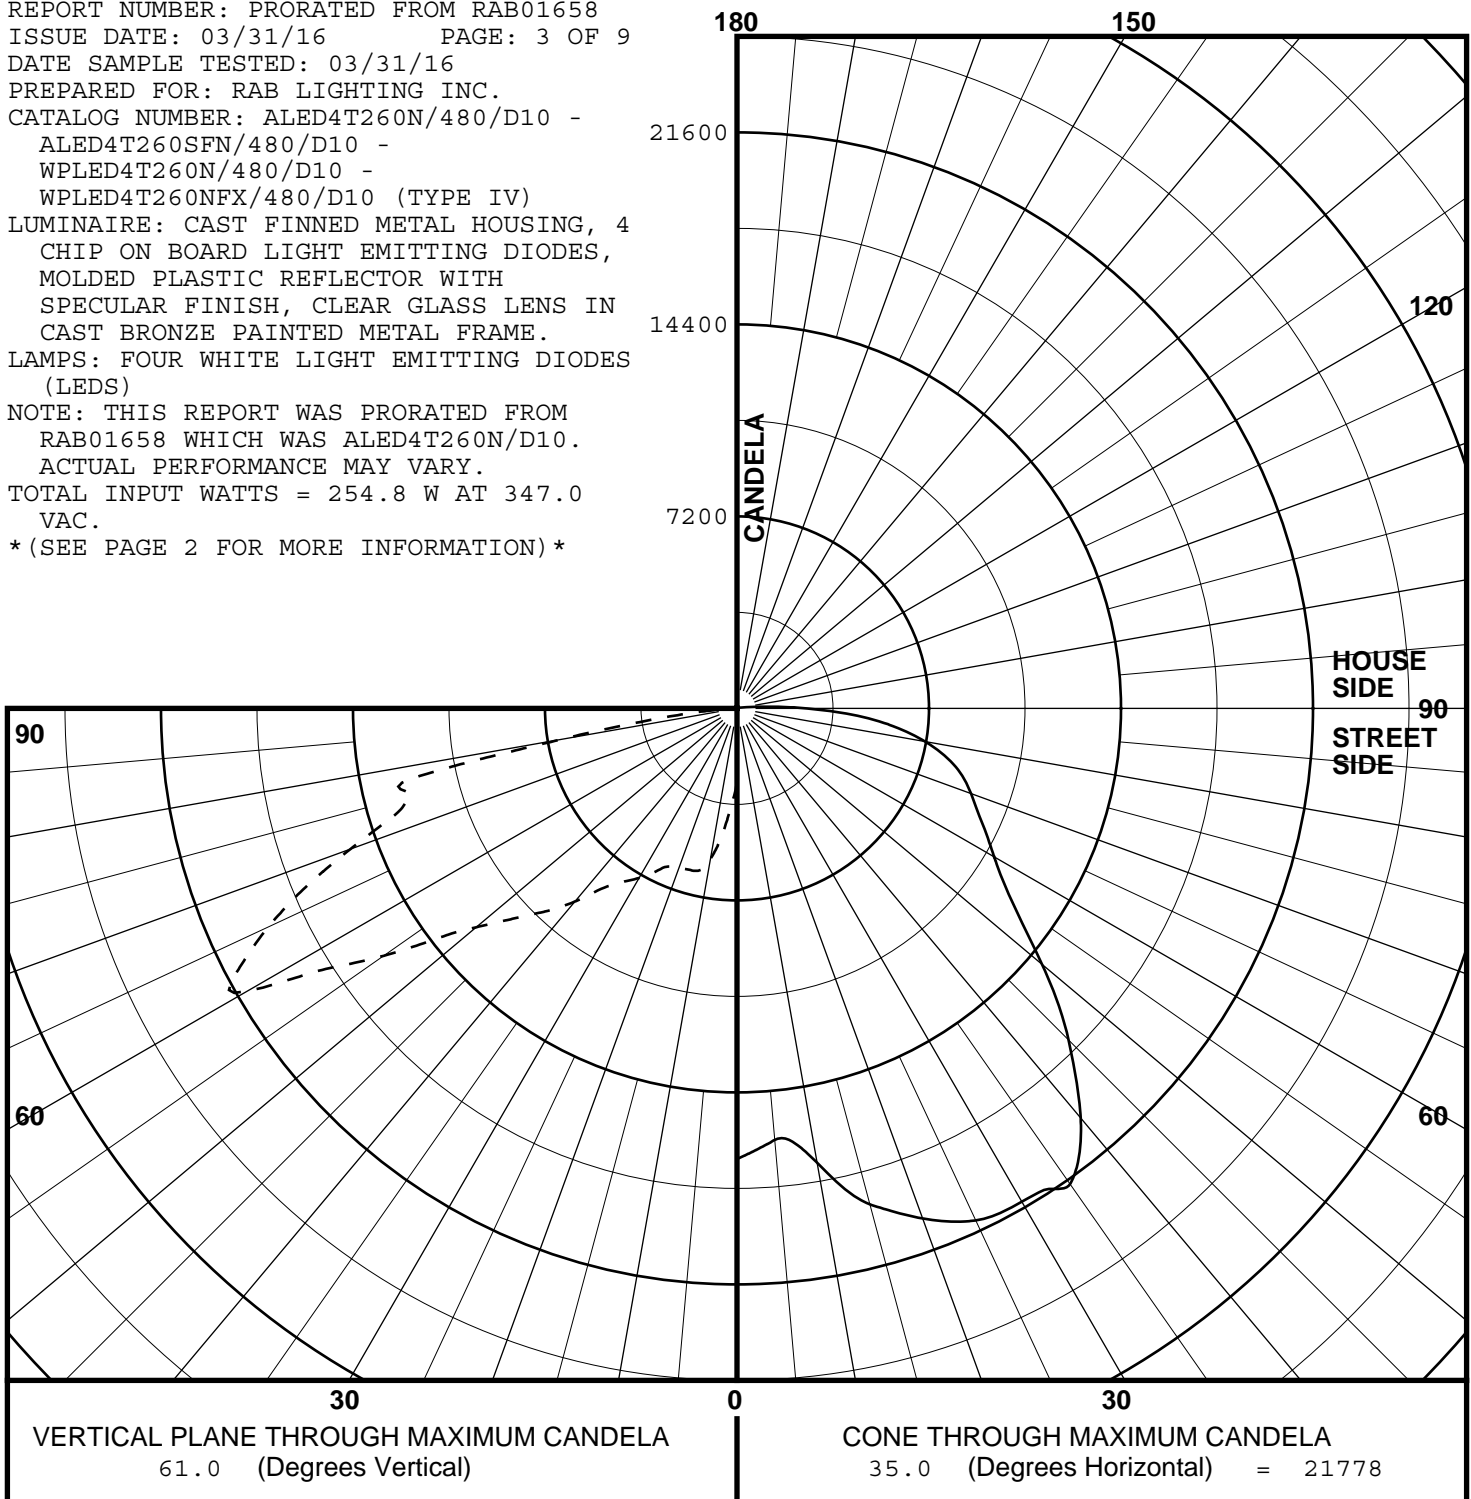 REPORT NUMBER: PRORATED FROM RAB01658
ISSUE DATE: 03/31/16 PAGE: 3 OF 9
DATE SAMPLE TESTED: 03/31/16
PREPARED FOR: RAB LIGHTING INC.
CATALOG NUMBER: ALED4T260N/480/D10 -
ALED4T260SFN/480/D10 -
WPLED4T260N/480/D10 -
WPLED4T260NFX/480/D10 (TYPE IV)
LUMINAIRE: CAST FINNED METAL HOUSING, 4
CHIP ON BOARD LIGHT EMITTING DIODES,
MOLDED PLASTIC REFLECTOR WITH
SPECULAR FINISH, CLEAR GLASS LENS IN
CAST BRONZE PAINTED METAL FRAME.
LAMPS: FOUR WHITE LIGHT EMITTING DIODES
(LEDS)
NOTE: THIS REPORT WAS PRORATED FROM
RAB01658 WHICH WAS ALED4T260N/D10.
ACTUAL PERFORMANCE MAY VARY.
TOTAL INPUT WATTS = 254.8 W AT 347.0
VAC.
*(SEE PAGE 2 FOR MORE INFORMATION)*
180
150
21600
120
14400
CANDELA
7200
HOUSE
SIDE
90
90
STREET
SIDE
60
60
30
0
30
VERTICAL PLANE THROUGH MAXIMUM CANDELA
61.0 (Degrees Vertical)
CONE THROUGH MAXIMUM CANDELA
35.0 (Degrees Horizontal) = 21778